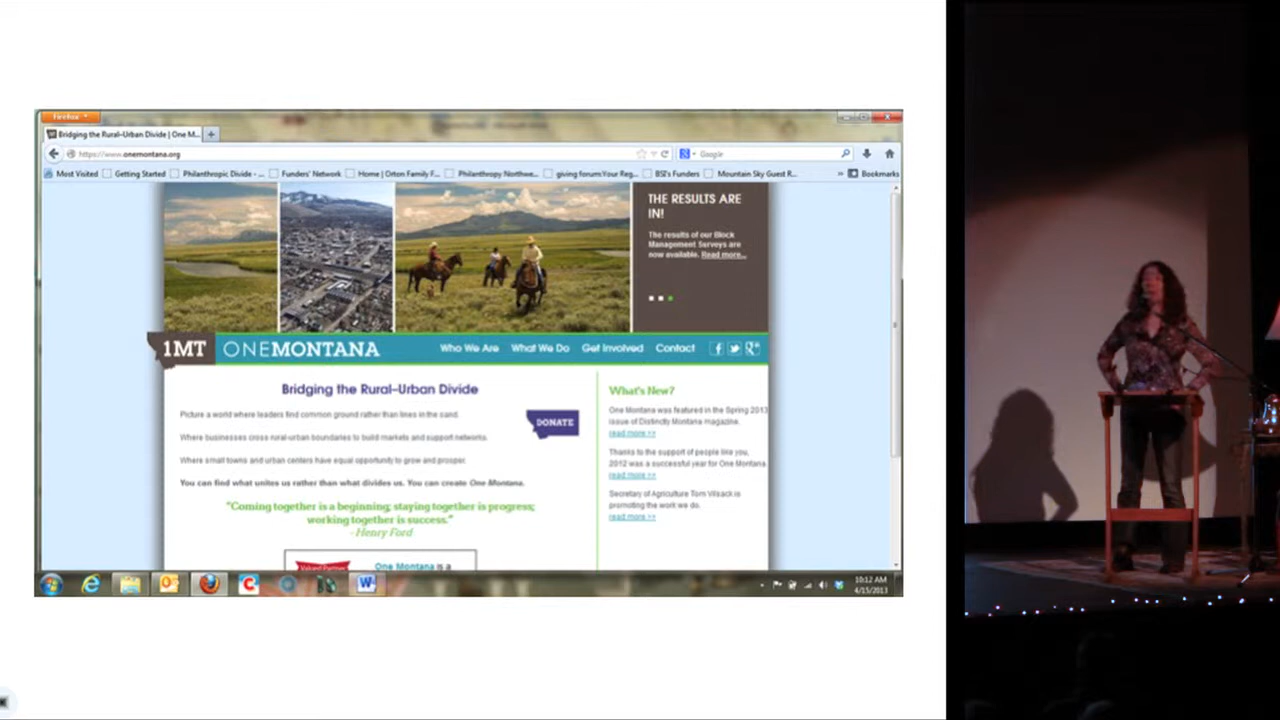 Firefox
Bridging the Rural–Urban Divide | One M...
https://www.onemontana.org
Google
Most Visited
Getting Started
Philanthropic Divide - ...
Funders' Network
Home | Orton Family F...
Philanthropy Northwe...
giving forum:Your Reg...
BSI's Funders
Mountain Sky Guest R...
»
Bookmarks
THE RESULTS ARE
IN!
The results of our Block
Management Surveys are
now available. Read more...
1MT ONEMONTANA
Who We Are
What We Do
Get Involved
Contact
Bridging the Rural–Urban Divide
Picture a world where leaders find common ground rather than lines in the sand.
DONATE
Where businesses cross rural-urban boundaries to build markets and support networks.
Where small towns and urban centers have equal opportunity to grow and prosper.
You can find what unites us rather than what divides us. You can create One Montana.
"Coming together is a beginning; staying together is progress;
working together is success."
- Henry Ford
Valued Partner
One Montana is a
What's New?
One Montana was featured in the Spring 2013
issue of Distinctly Montana magazine.
read more >>
Thanks to the support of people like you,
2012 was a successful year for One Montana.
read more >>
Secretary of Agriculture Tom Vilsack is
promoting the work we do.
read more >>
10:12 AM
4/15/2013